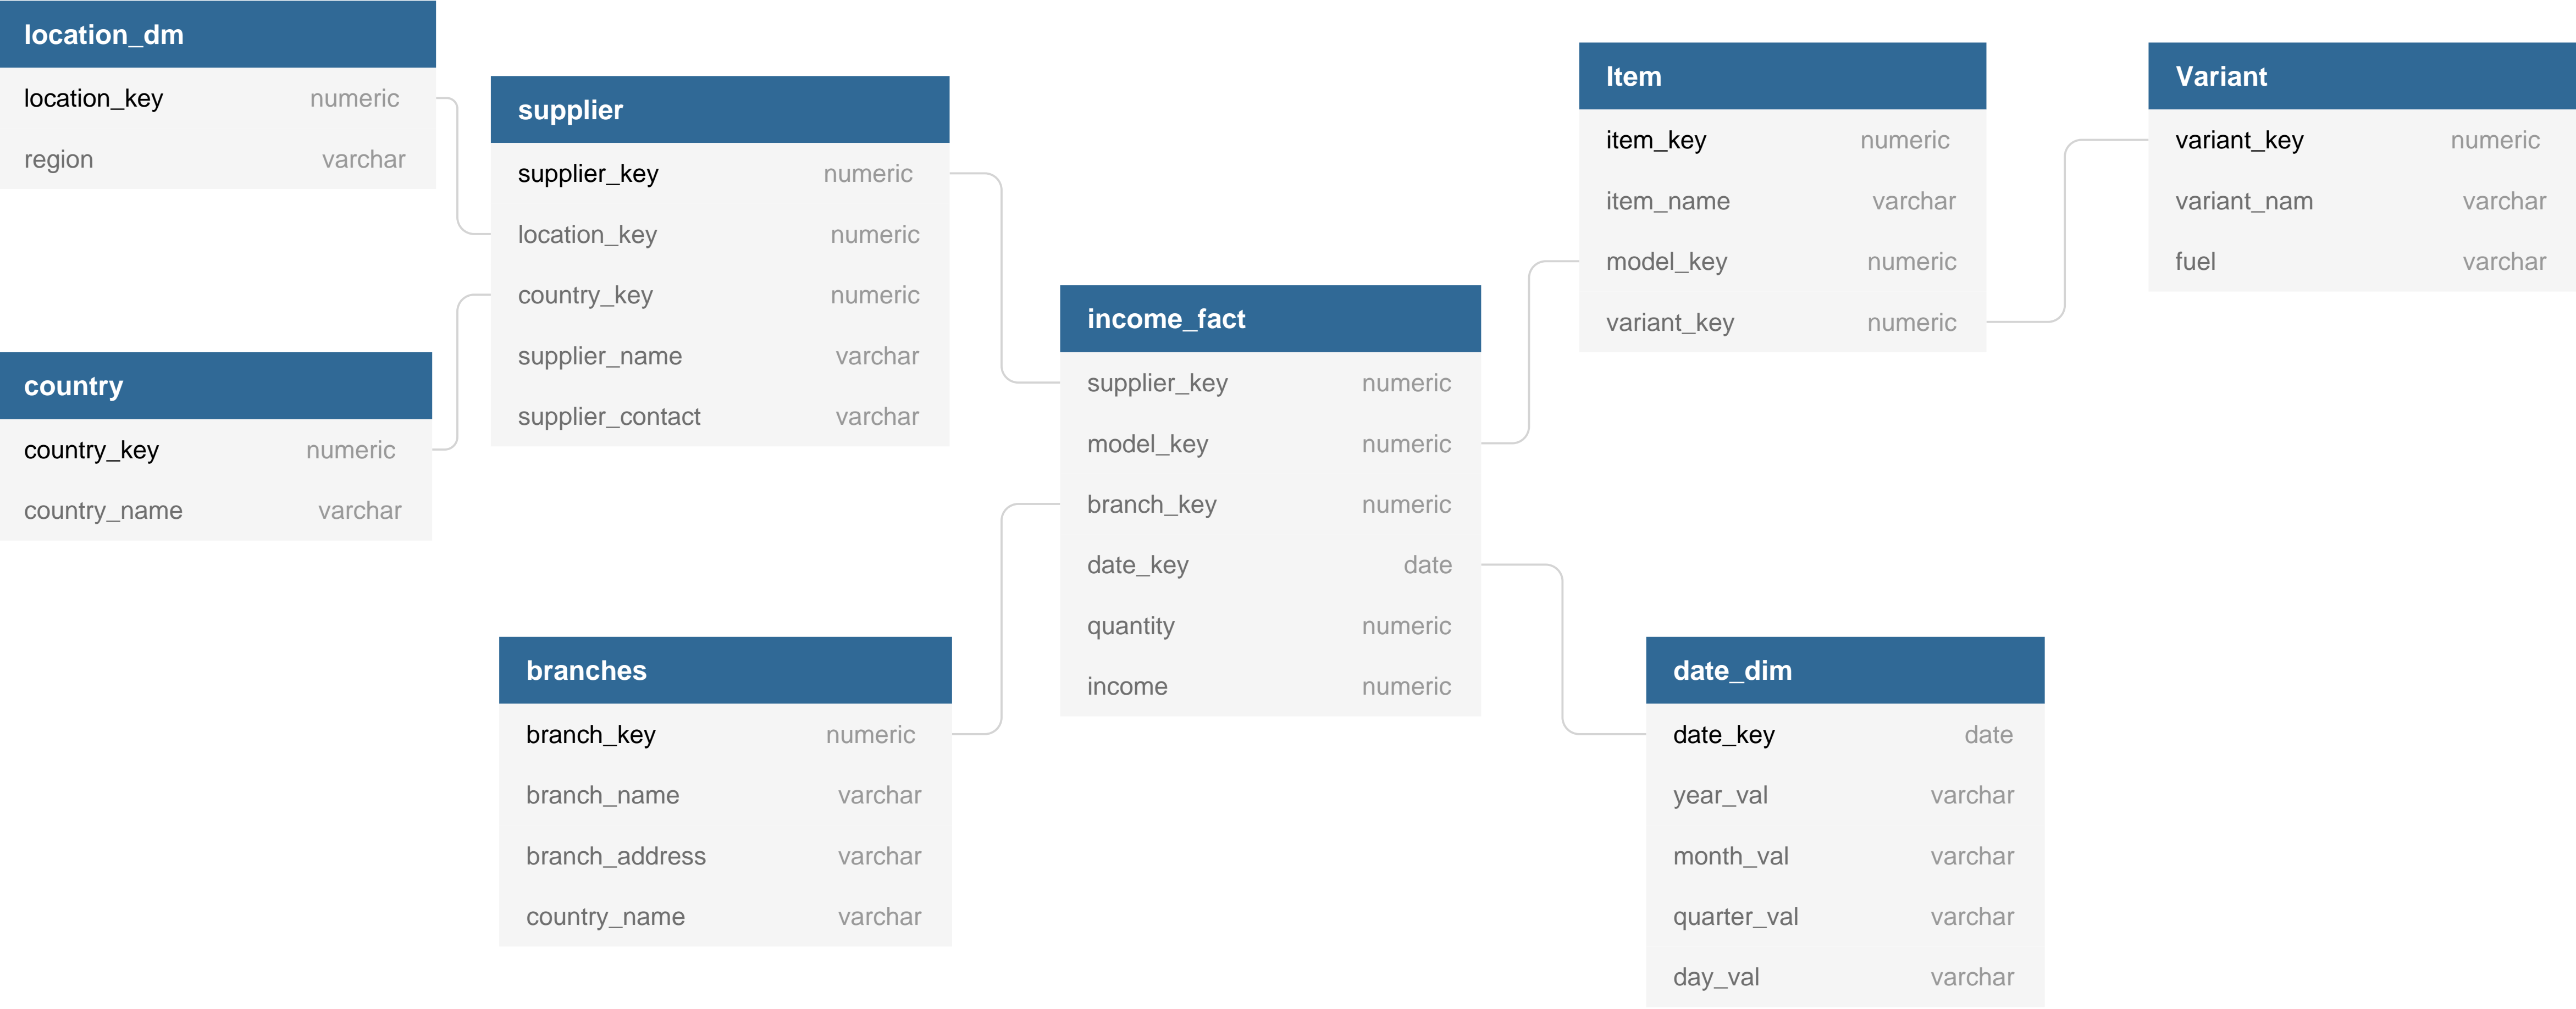 location_dm
location_key numeric
region varchar
supplier
supplier_key numeric
location_key numeric
country_key numeric
supplier_name varchar
supplier_contact varchar
country
country_key numeric
country_name varchar
branches
branch_key numeric
branch_name varchar
branch_address varchar
country_name varchar
income_fact
supplier_key numeric
model_key numeric
branch_key numeric
date_key date
quantity numeric
income numeric
Item
item_key numeric
item_name varchar
model_key numeric
variant_key numeric
Variant
variant_key numeric
variant_nam varchar
fuel varchar
date_dim
date_key date
year_val varchar
month_val varchar
quarter_val varchar
day_val varchar